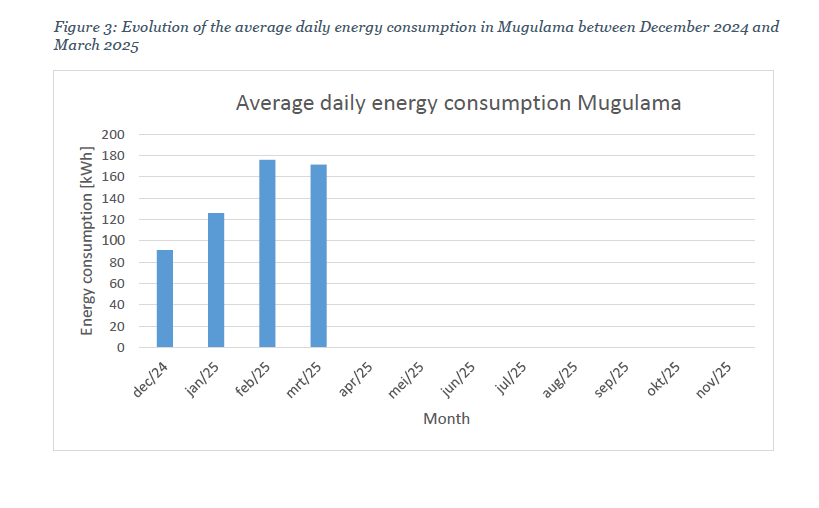 Figure 3: Evolution of the average daily energy consumption in Mugulama between December 2024 and
March 2025
Average daily energy consumption Mugulama
Energy consumption [kWh]
200
180
160
140
120
100
80
60
40
20
0
dec/24
jan/25
feb/25
mrt/25
apr/25
mei/25
jun/25
jul/25
aug/25
sep/25
okt/25
nov/25
Month